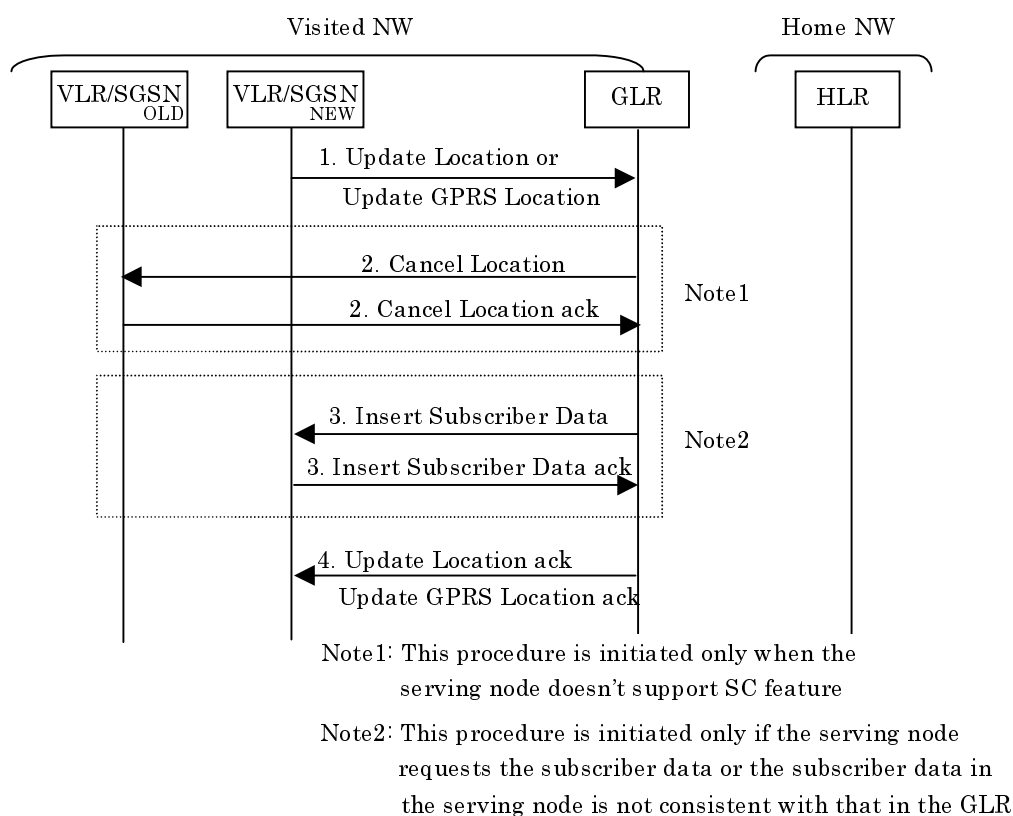 Visited NW
Home NW
VLR/SGSN
OLD
VLR/SGSN
NEW
GLR
HLR
1. Update Location or
Update GPRS Location
2. Cancel Location
Note1
2. Cancel Location ack
3. Insert Subscriber Data
Note2
3. Insert Subscriber Data ack
4. Update Location ack
Update GPRS Location ack
Note1: This procedure is initiated only when the
serving node doesn't support SC feature
Note2: This procedure is initiated only if the serving node
requests the subscriber data or the subscriber data in
the serving node is not consistent with that in the GLR